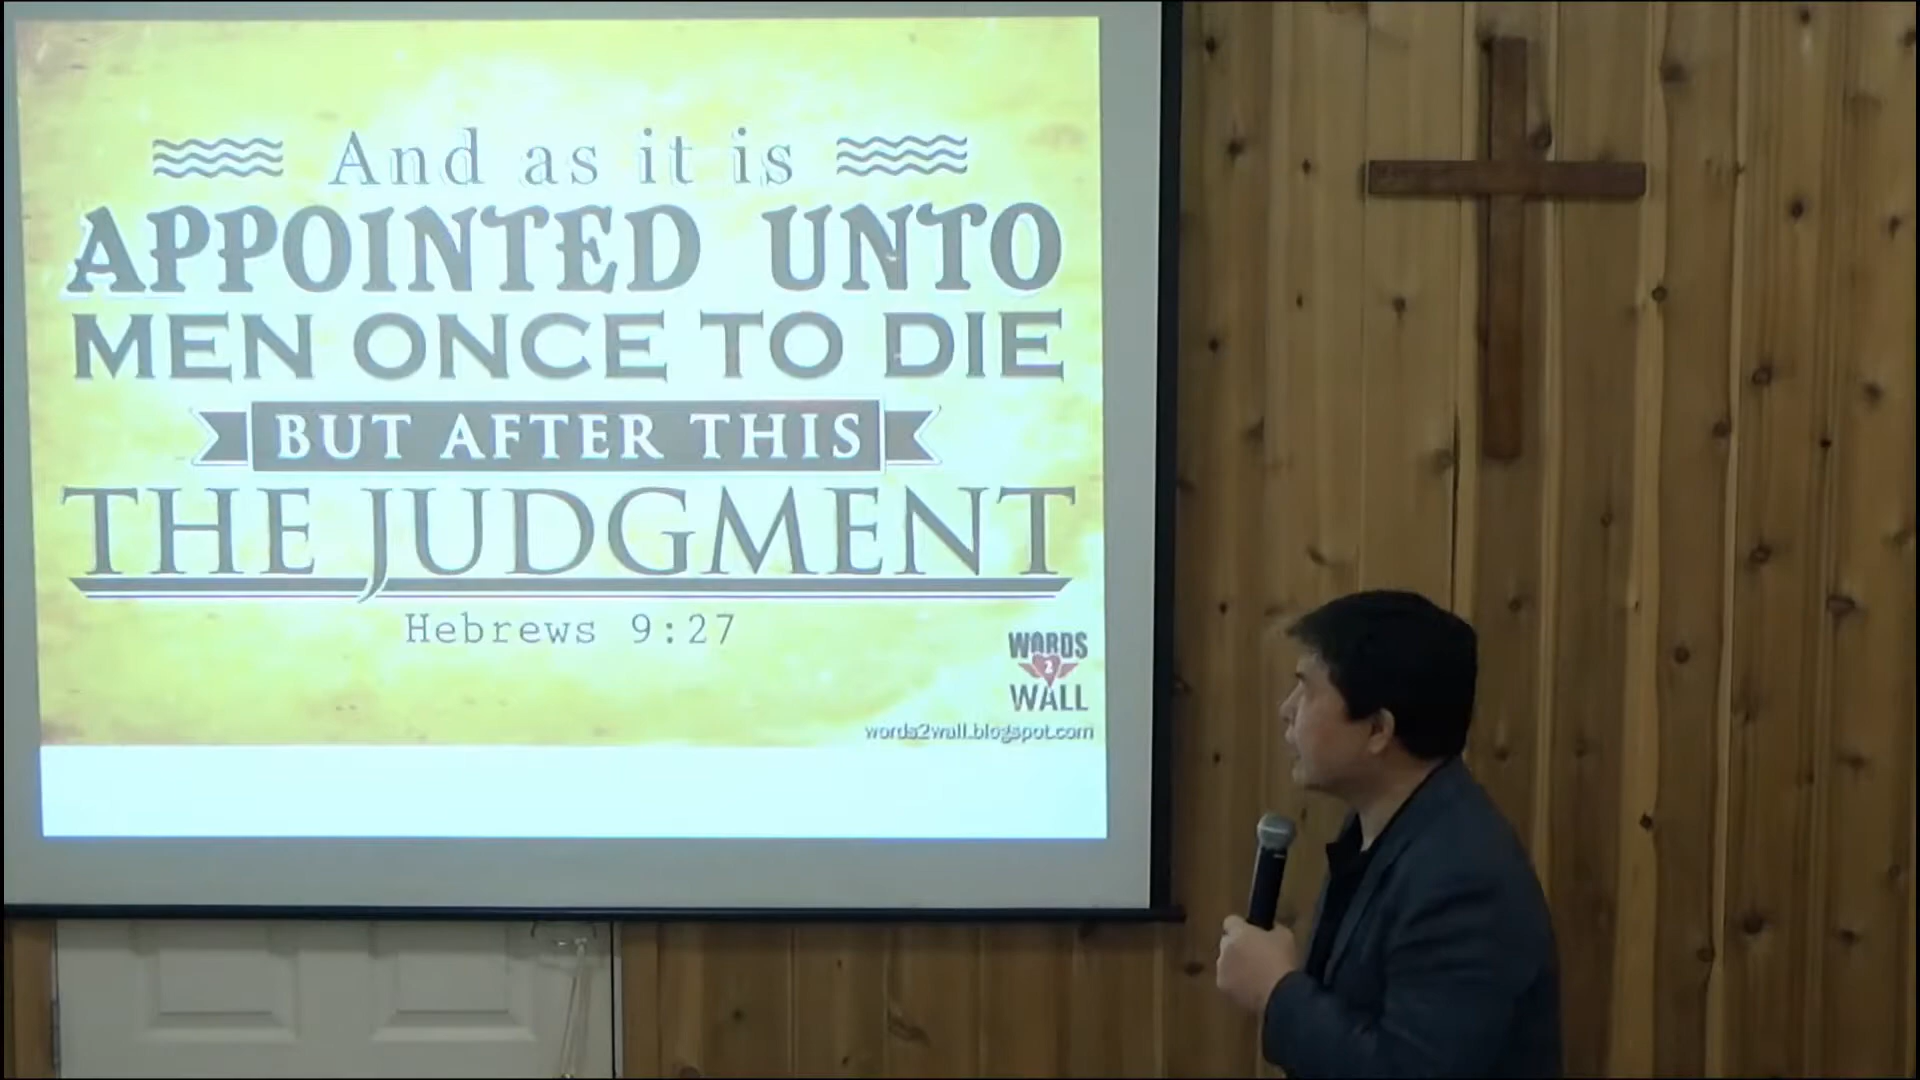 And as it is
APPOINTED UNTO
MEN ONCE TO DIE
BUT AFTER THIS
THE JUDGMENT
Hebrews 9:27
WORDS
2
WALL
words2wall.blogspot.com